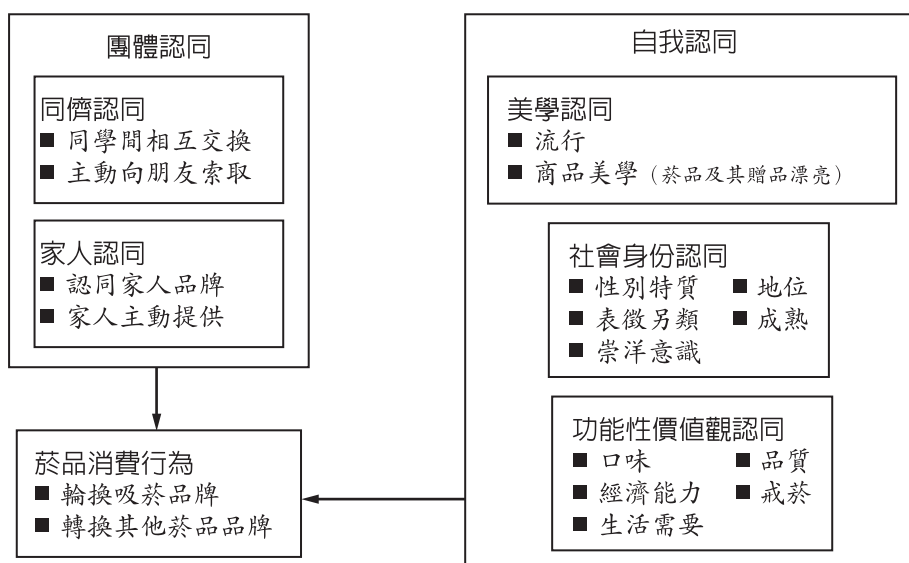 團體認同
同儕認同
■ 同學間相互交換
■ 主動向朋友索取
家人認同
■ 認同家人品牌
■ 家人主動提供
菸品消費行為
■ 輪換吸菸品牌
■ 轉換其他菸品品牌
自我認同
美學認同
■ 流行
■ 商品美學（菸品及其贈品漂亮）
社會身份認同
■ 性別特質 ■ 地位
■ 表徵另類 ■ 成熟
■ 崇洋意識
功能性價值觀認同
■ 口味 ■ 品質
■ 經濟能力 ■ 戒菸
■ 生活需要